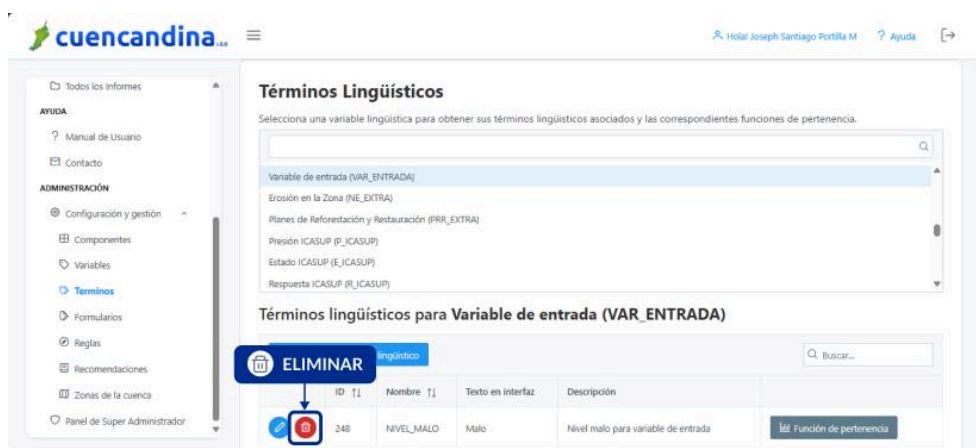 cuencandina
Hola! Joseph Santiago Portilla M
? Ayuda
Todos los Informes
AYUDA
? Manual de Usuario
Contacto
ADMINISTRACIÓN
Configuración y gestión
Componentes
Variables
Terminos
Formularios
Reglas
Recomendaciones
Zonas de la cuenca
Panel de Super Administrador
Términos Lingüísticos
Selecciona una variable lingüistica para obtener sus términos lingüísticos asociados y las correspondientes funciones de pertenencia.
Variable de entrada (VAR_ENTRADA)
Erosión en la Zona (NE_EXTRA)
Planes de Reforestación y Restauración (PRR_EXTRA)
Presión ICASUP (P_ICASUP)
Estado ICASUP (E_ICASUP)
Respuesta ICASUP (R_ICASUP)
Términos lingüísticos para Variable de entrada (VAR_ENTRADA)
lingüístico
Buscar...
ELIMINAR
ID Nombre Texto en interfaz Descripción
248 NIVEL_MALO Malo Nivel malo para variable de entrada Función de pertenencia